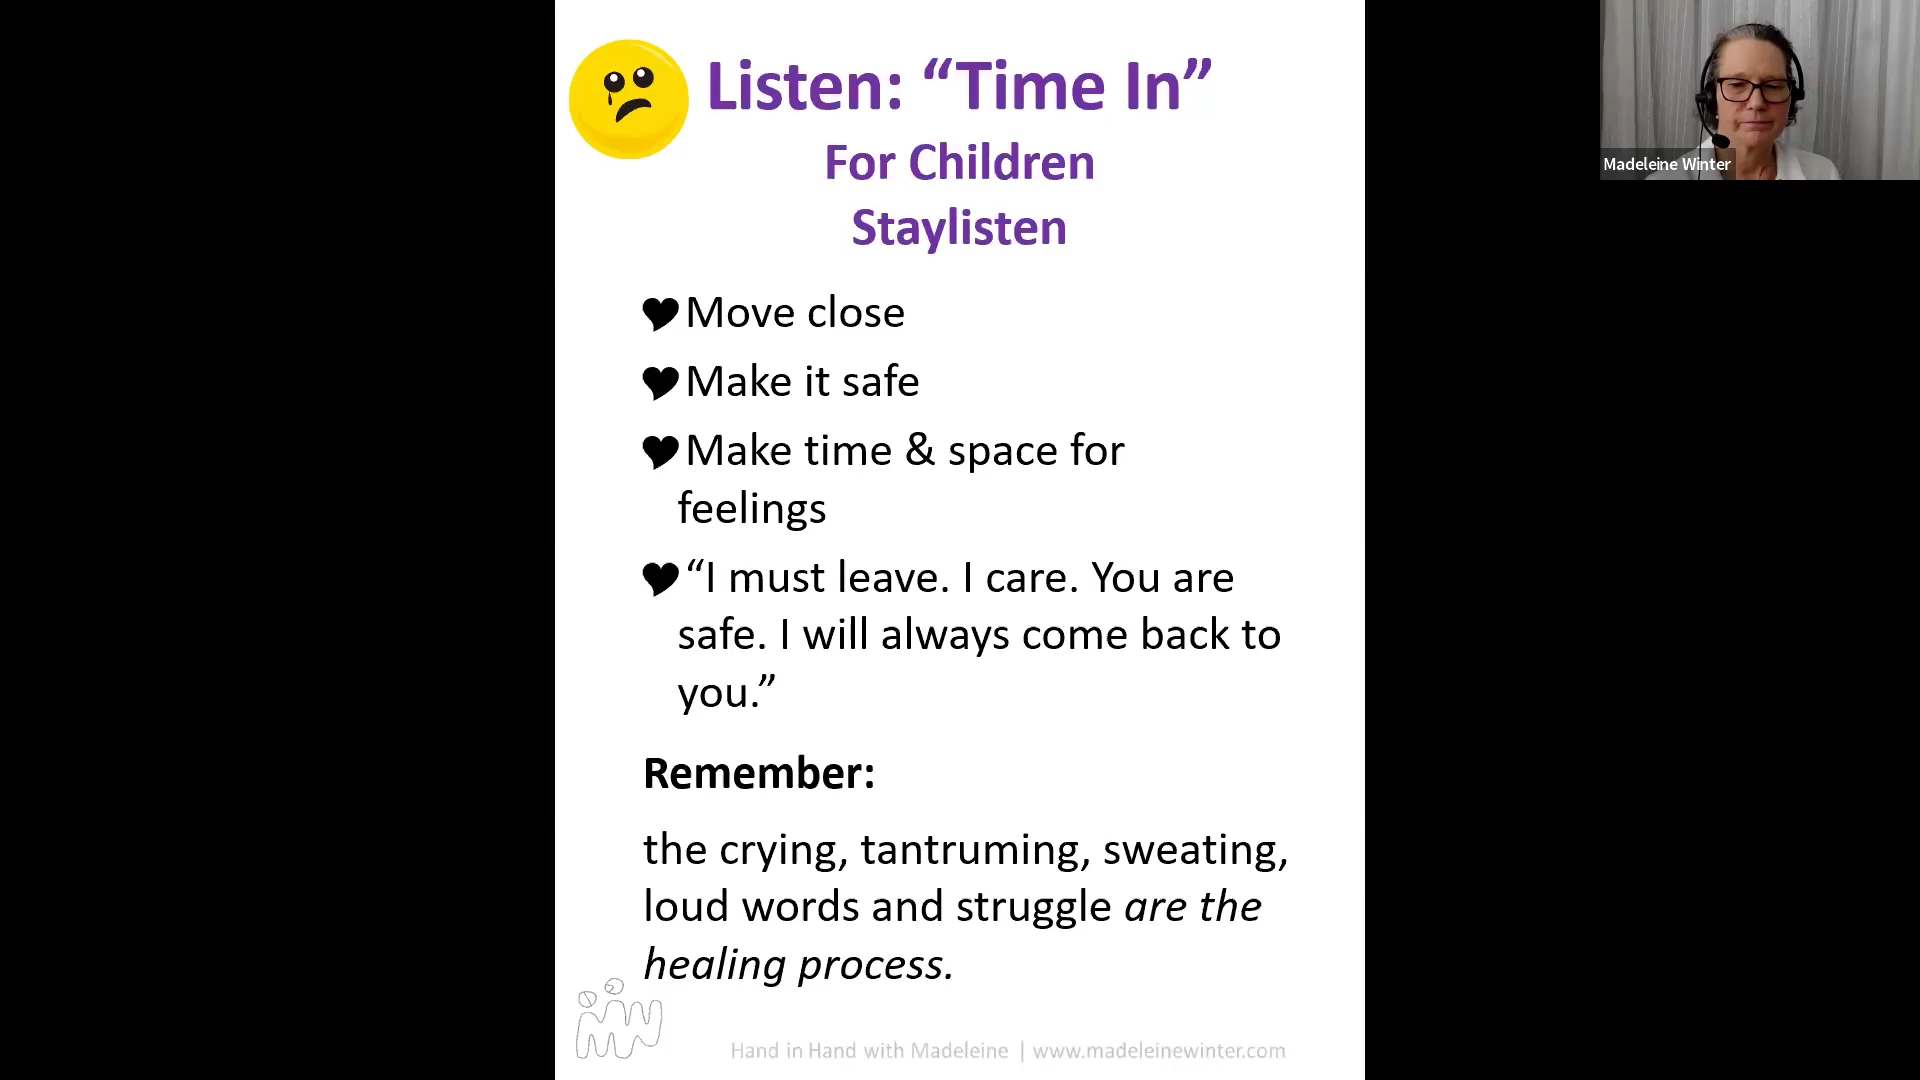 Listen: “Time In”
For Children
Staylisten
Move close
Make it safe
Make time & space for
feelings
“I must leave. I care. You are
safe. I will always come back to
you.”
Remember:
the crying, tantruming, sweating,
loud words and struggle are the
healing process.
Hand in Hand with Madeleine | www.madeleinewinter.com
Madeleine Winter